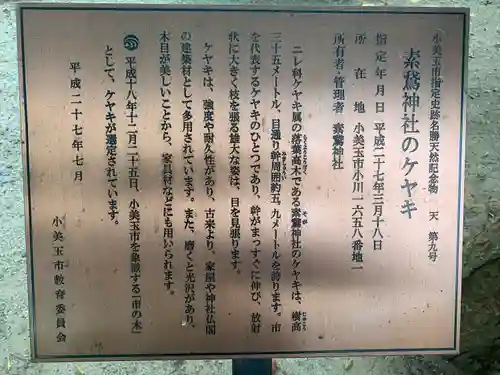 小美玉市指定史跡名勝天然記念物　天　第九号
素鵞神社のケヤキ
指定年月日　平成二十七年三月十八日
所在地　小美玉市小川一六五八番地一
所有者・管理者　素鵞神社
ニレ科ケヤキ属の落葉高木である素鵞神社のケヤキは、樹高
三十五メートル、目通り幹周囲約五．九メートルを誇ります。市
を代表するケヤキのひとつであり、幹がまっすぐに伸び、放射
状に大きく枝を張る雄大な姿は、目を見張ります。
ケヤキは、強度や耐久性があり、古来より、家屋や神社仏閣
の建築材として多用されています。また、磨くと光沢があり、
木目が美しいことから、家具材などにも用いられます。
平成十八年十二月二十五日、小美玉市を象徴する「市の木」
として、ケヤキが選定されています。
平成二十七年七月
小美玉市教育委員会